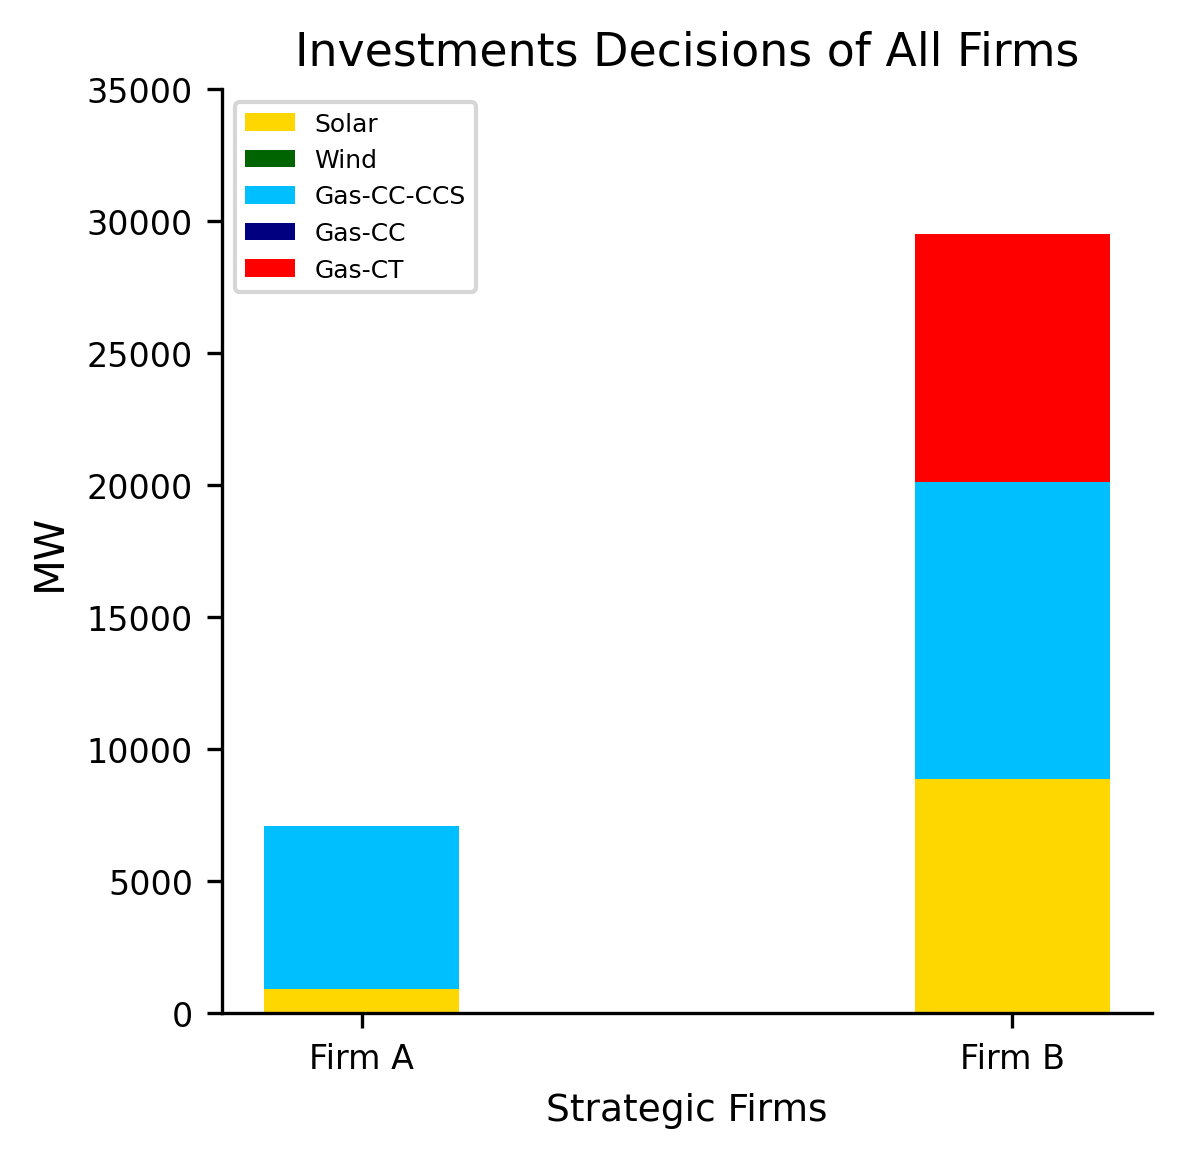 Investments Decisions of All Firms
35000
30000
25000
20000
15000
10000
5000
0
MW
Solar
Wind
Gas-CC-CCS
Gas-CC
Gas-CT
Firm A
Firm B
Strategic Firms